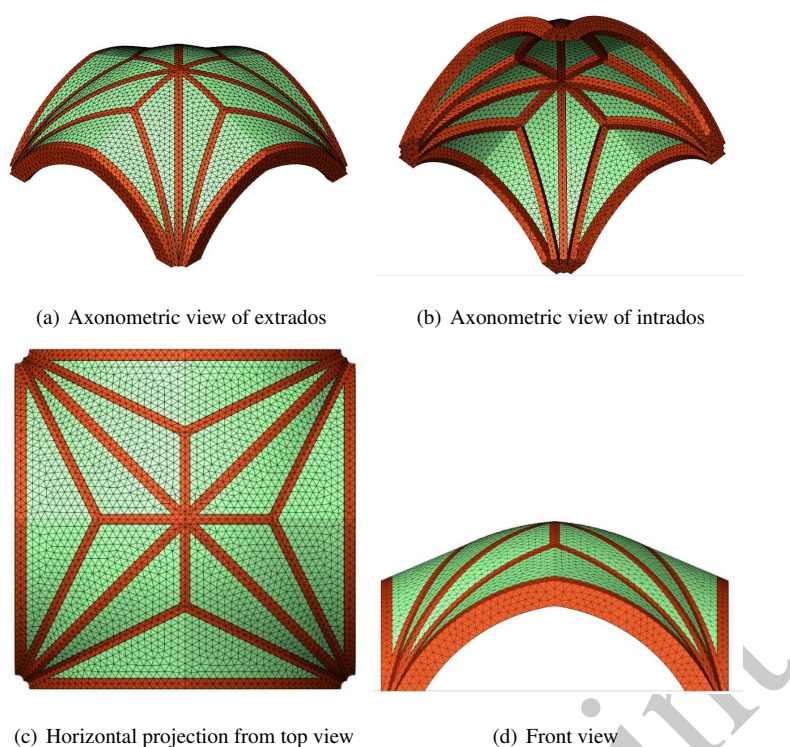 (a) Axonometric view of extrados
(b) Axonometric view of intrados
(c) Horizontal projection from top view
(d) Front view